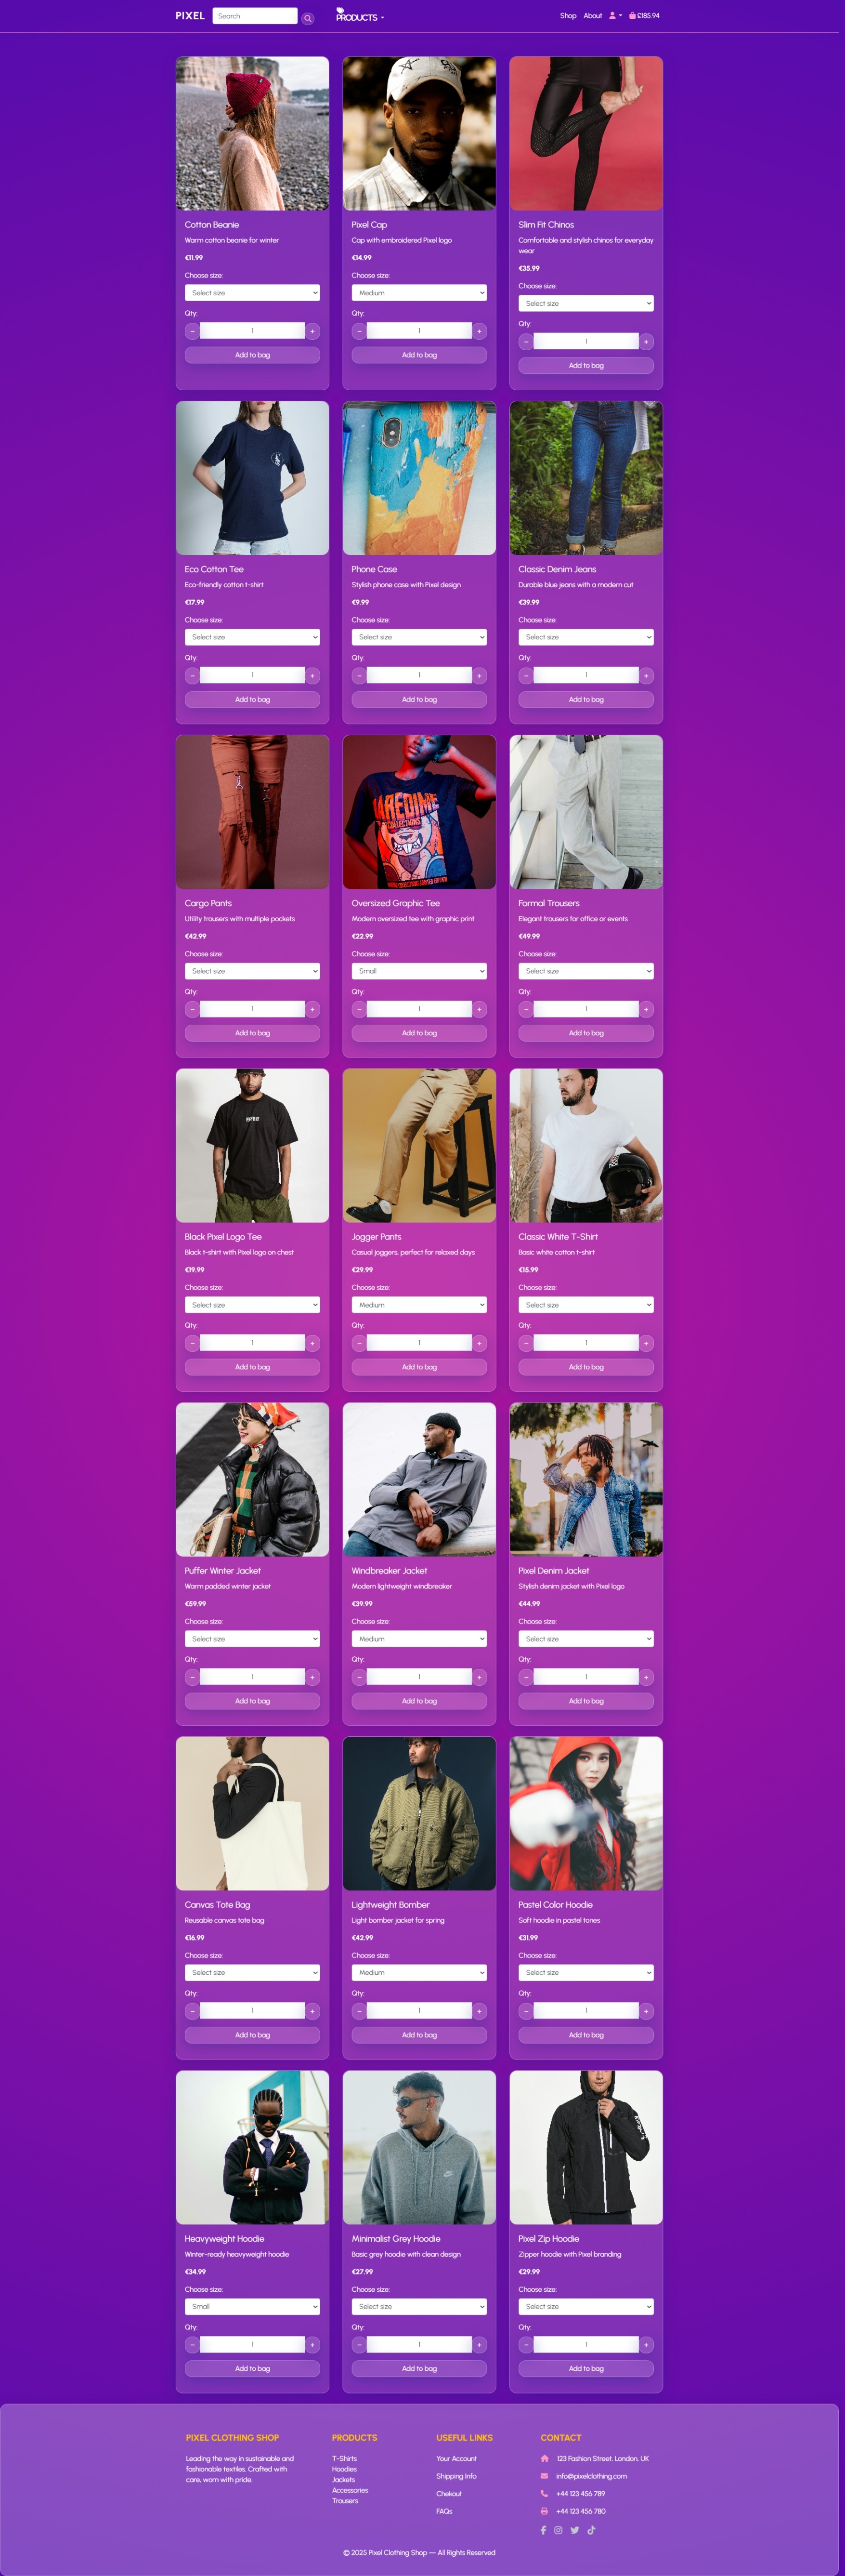 PIXEL
Search
PRODUCTS
Shop
About
£185.94
Cotton Beanie
Warm cotton beanie for winter
€11.99
Choose size:
Select size
Qty:
− 1 +
Add to bag
Pixel Cap
Cap with embroidered Pixel logo
€14.99
Choose size:
Medium
Qty:
− 1 +
Add to bag
Slim Fit Chinos
Comfortable and stylish chinos for everyday
wear
€35.99
Choose size:
Select size
Qty:
− 1 +
Add to bag
Eco Cotton Tee
Eco-friendly cotton t-shirt
€17.99
Choose size:
Select size
Qty:
− 1 +
Add to bag
Phone Case
Stylish phone case with Pixel design
€9.99
Choose size:
Select size
Qty:
− 1 +
Add to bag
Classic Denim Jeans
Durable blue jeans with a modern cut
€39.99
Choose size:
Select size
Qty:
− 1 +
Add to bag
Cargo Pants
Utility trousers with multiple pockets
€42.99
Choose size:
Select size
Qty:
− 1 +
Add to bag
JAREDIME
COLLECTIONS
Oversized Graphic Tee
Modern oversized tee with graphic print
€22.99
Choose size:
Small
Qty:
− 1 +
Add to bag
Formal Trousers
Elegant trousers for office or events
€49.99
Choose size:
Select size
Qty:
− 1 +
Add to bag
Black Pixel Logo Tee
Black t-shirt with Pixel logo on chest
€19.99
Choose size:
Select size
Qty:
− 1 +
Add to bag
Jogger Pants
Casual joggers, perfect for relaxed days
€29.99
Choose size:
Medium
Qty:
− 1 +
Add to bag
Classic White T-Shirt
Basic white cotton t-shirt
€15.99
Choose size:
Select size
Qty:
− 1 +
Add to bag
Puffer Winter Jacket
Warm padded winter jacket
€59.99
Choose size:
Select size
Qty:
− 1 +
Add to bag
Windbreaker Jacket
Modern lightweight windbreaker
€39.99
Choose size:
Medium
Qty:
− 1 +
Add to bag
Pixel Denim Jacket
Stylish denim jacket with Pixel logo
€44.99
Choose size:
Select size
Qty:
− 1 +
Add to bag
Canvas Tote Bag
Reusable canvas tote bag
€16.99
Choose size:
Select size
Qty:
− 1 +
Add to bag
Lightweight Bomber
Light bomber jacket for spring
€42.99
Choose size:
Medium
Qty:
− 1 +
Add to bag
Pastel Color Hoodie
Soft hoodie in pastel tones
€31.99
Choose size:
Select size
Qty:
− 1 +
Add to bag
Heavyweight Hoodie
Winter-ready heavyweight hoodie
€34.99
Choose size:
Small
Qty:
− 1 +
Add to bag
Minimalist Grey Hoodie
Basic grey hoodie with clean design
€27.99
Choose size:
Select size
Qty:
− 1 +
Add to bag
Pixel Zip Hoodie
Zipper hoodie with Pixel branding
€29.99
Choose size:
Select size
Qty:
− 1 +
Add to bag
PIXEL CLOTHING SHOP
Leading the way in sustainable and
fashionable textiles. Crafted with
care, worn with pride.
PRODUCTS
T-Shirts
Hoodies
Jackets
Accessories
Trousers
USEFUL LINKS
Your Account
Shipping Info
Chekout
FAQs
CONTACT
123 Fashion Street, London, UK
info@pixelclothing.com
+44 123 456 789
+44 123 456 780
© 2025 Pixel Clothing Shop — All Rights Reserved